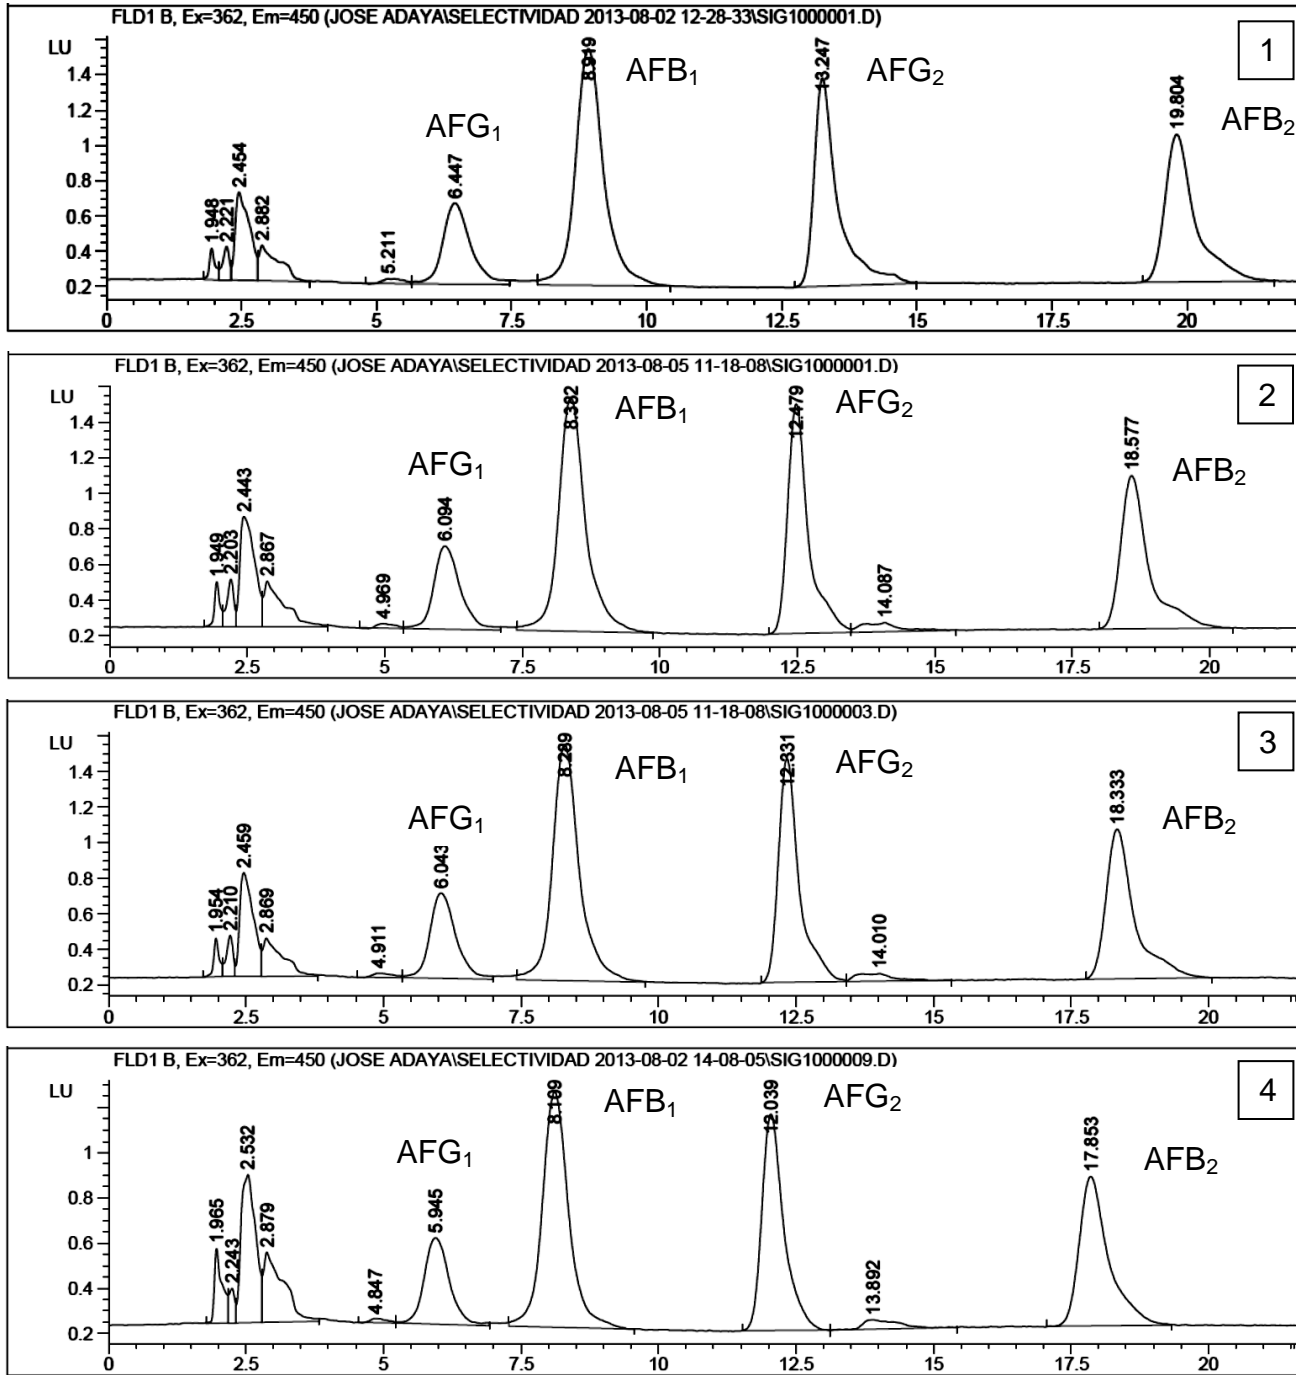 FLD1 B, Ex=362, Em=450 (JOSE ADAYA\SELECTIVIDAD 2013-08-02 12-28-33\SIG1000001.D)
1
LU
1.4
1.2
1
0.8
0.6
0.4
0.2
1.948
2.221
2.454
2.882
5.211
AFG1
6.447
AFB1
8.919
AFG2
13.247
AFB2
19.804
0 2.5 5 7.5 10 12.5 15 17.5 20
FLD1 B, Ex=362, Em=450 (JOSE ADAYA\SELECTIVIDAD 2013-08-05 11-18-08\SIG1000001.D)
2
LU
1.4
1.2
1
0.8
0.6
0.4
0.2
1.949
2.203
2.443
2.867
4.969
AFG1
6.094
AFB1
8.382
AFG2
12.479
14.087
AFB2
18.577
0 2.5 5 7.5 10 12.5 15 17.5 20
FLD1 B, Ex=362, Em=450 (JOSE ADAYA\SELECTIVIDAD 2013-08-05 11-18-08\SIG1000003.D)
3
LU
1.4
1.2
1
0.8
0.6
0.4
0.2
1.954
2.210
2.459
2.869
4.911
AFG1
6.043
AFB1
8.289
AFG2
12.331
14.010
AFB2
18.333
0 2.5 5 7.5 10 12.5 15 17.5 20
FLD1 B, Ex=362, Em=450 (JOSE ADAYA\SELECTIVIDAD 2013-08-02 14-08-05\SIG1000009.D)
4
LU
1
0.8
0.6
0.4
0.2
1.965
2.243
2.532
2.879
4.847
AFG1
5.945
AFB1
8.109
AFG2
12.039
13.892
AFB2
17.853
0 2.5 5 7.5 10 12.5 15 17.5 20